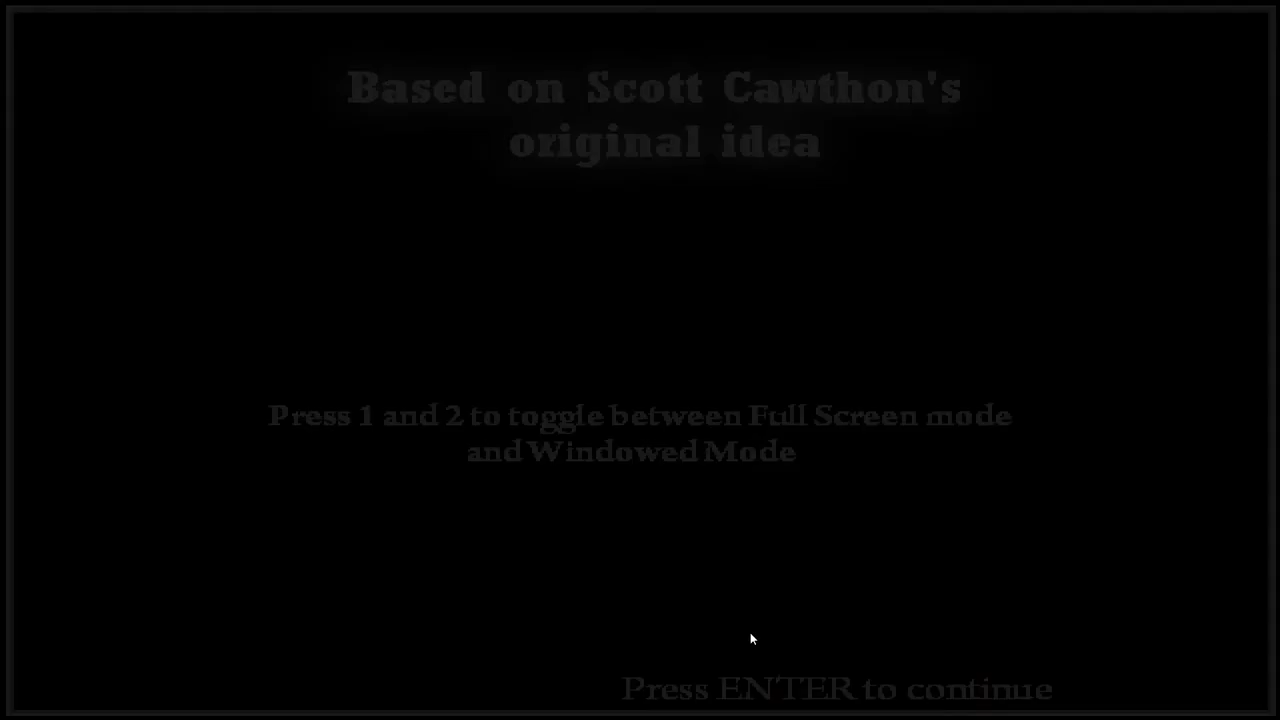 Based on Scott Cawthon's
original idea
Press 1 and 2 to toggle between Full Screen mode
and Windowed Mode
Press ENTER to continue